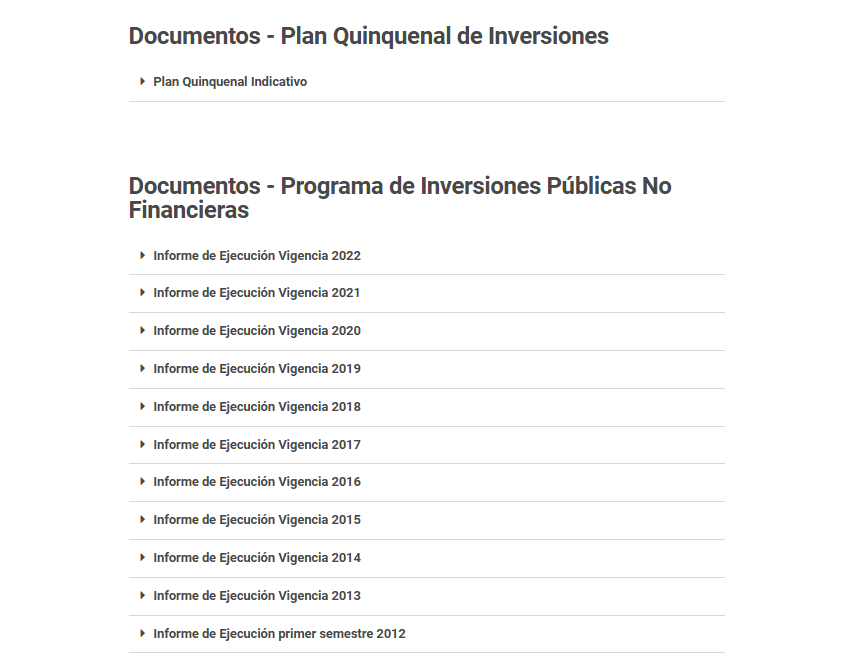 Documentos - Plan Quinquenal de Inversiones
Plan Quinquenal Indicativo
Documentos - Programa de Inversiones Públicas No
Financieras
Informe de Ejecución Vigencia 2022
Informe de Ejecución Vigencia 2021
Informe de Ejecución Vigencia 2020
Informe de Ejecución Vigencia 2019
Informe de Ejecución Vigencia 2018
Informe de Ejecución Vigencia 2017
Informe de Ejecución Vigencia 2016
Informe de Ejecución Vigencia 2015
Informe de Ejecución Vigencia 2014
Informe de Ejecución Vigencia 2013
Informe de Ejecución primer semestre 2012